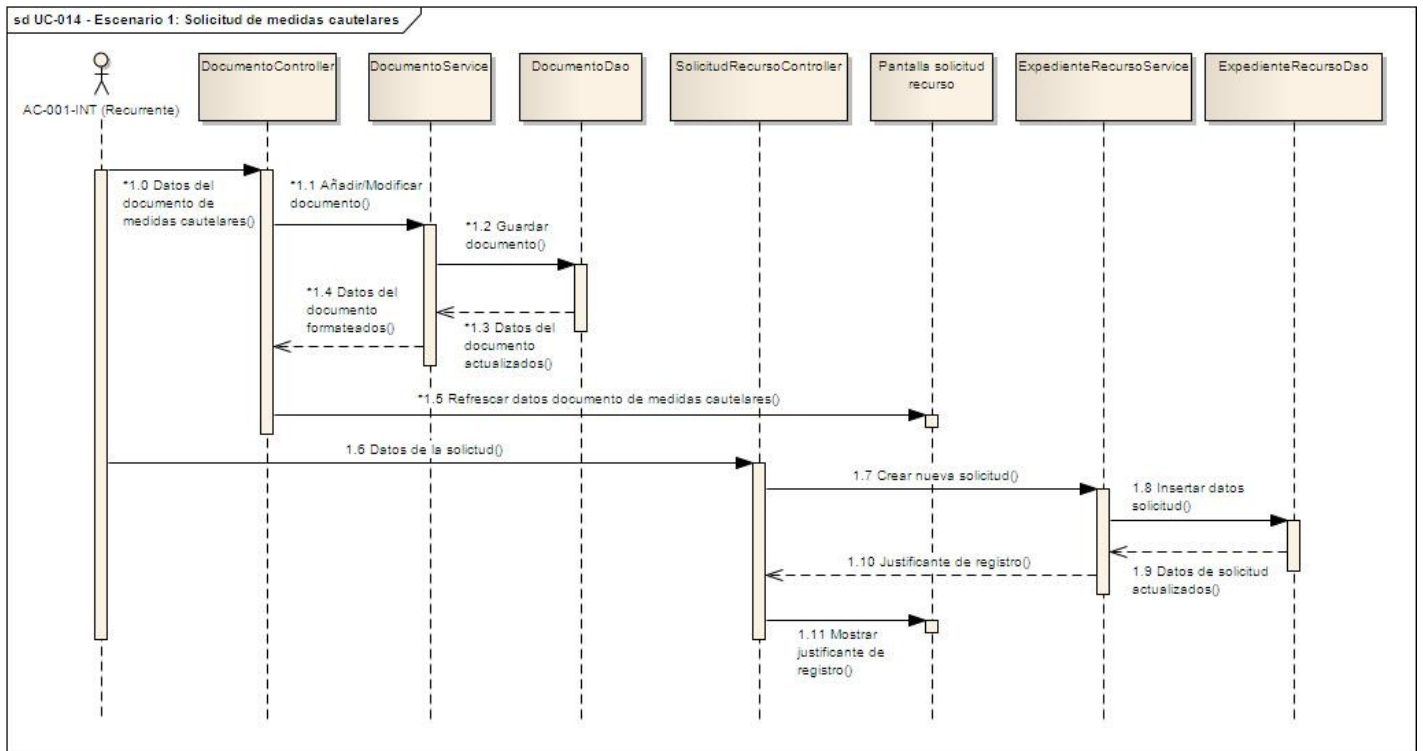 sd UC-014 - Escenario 1: Solicitud de medidas cautelares
AC-001-INT (Recurrente)
DocumentoController
DocumentoService
DocumentoDao
SolicitudRecursoController
Pantalla solicitud
recurso
ExpedienteRecursoService
ExpedienteRecursoDao
*1.0 Datos del
documento de
medidas cautelares()
*1.1 Añadir/Modificar
documento()
*1.2 Guardar
documento()
*1.4 Datos del
documento
formateados()
*1.3 Datos del
documento
actualizados()
*1.5 Refrescar datos documento de medidas cautelares()
1.6 Datos de la solictud()
1.7 Crear nueva solicitud()
1.8 Insertar datos
solicitud()
1.10 Justificante de registro()
1.9 Datos de solicitud
actualizados()
1.11 Mostrar
justificante de
registro()